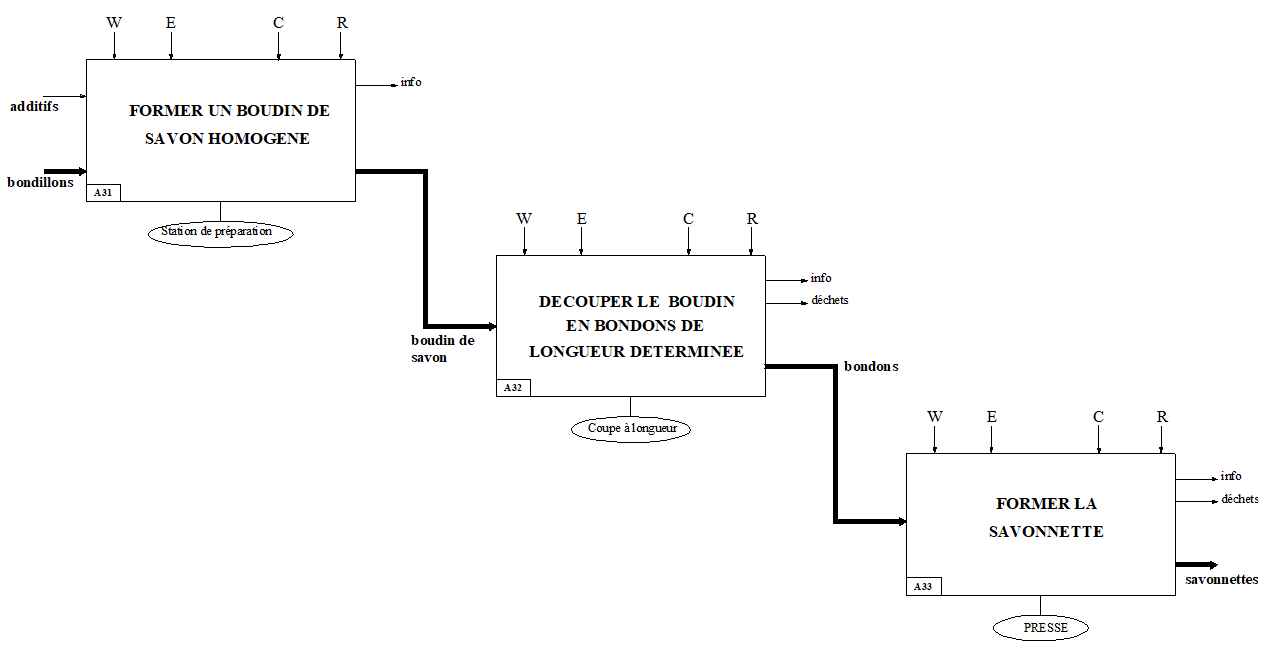 W E C R
additifs
info
FORMER UN BOUDIN DE
SAVON HOMOGENE
bondillons
A31
Station de préparation
W E C R
info
déchets
DECOUPER LE BOUDIN
EN BONDONS DE
LONGUEUR DETERMINEE
boudin de
savon
bondons
A32
Coupe à longueur
W E C R
info
déchets
FORMER LA
SAVONNETTE
savonnettes
A33
PRESSE